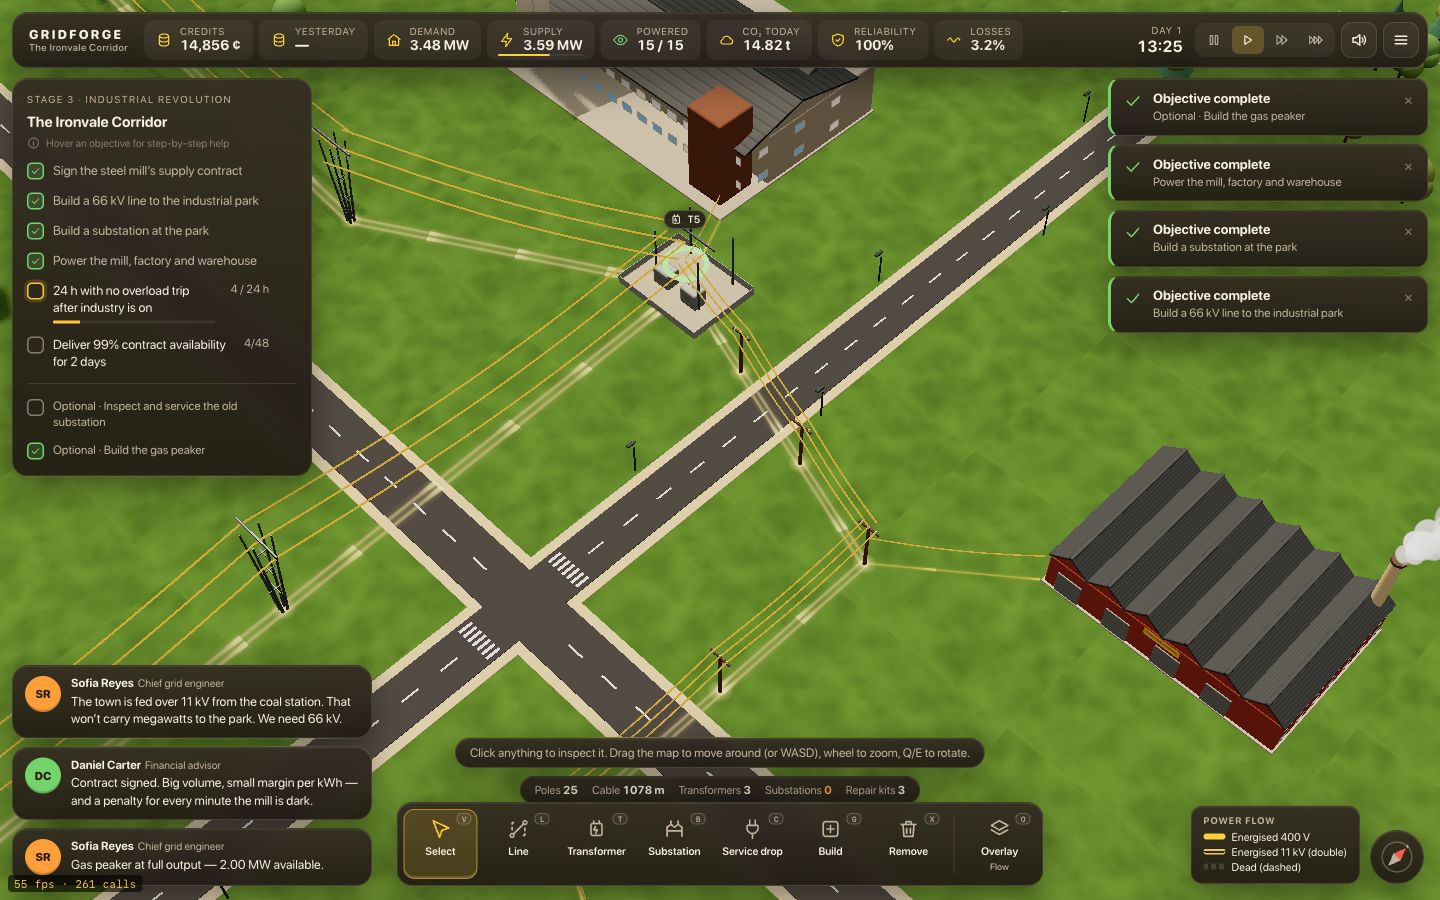 GRIDFORGE
The Ironvale Corridor
CREDITS
14,856 ¢
YESTERDAY
—
DEMAND
3.48 MW
SUPPLY
3.59 MW
POWERED
15 / 15
CO₂ TODAY
14.82 t
RELIABILITY
100%
LOSSES
3.2%
DAY 1
13:25
STAGE 3 · INDUSTRIAL REVOLUTION
The Ironvale Corridor
Hover an objective for step-by-step help
Sign the steel mill's supply contract
Build a 66 kV line to the industrial park
Build a substation at the park
Power the mill, factory and warehouse
24 h with no overload trip
after industry is on
4 / 24 h
Deliver 99% contract availability
for 2 days
4/48
Optional · Inspect and service the old
substation
Optional · Build the gas peaker
T5
Objective complete
Optional · Build the gas peaker
Objective complete
Power the mill, factory and warehouse
Objective complete
Build a substation at the park
Objective complete
Build a 66 kV line to the industrial park
SR
Sofia Reyes Chief grid engineer
The town is fed over 11 kV from the coal station. That
won't carry megawatts to the park. We need 66 kV.
DC
Daniel Carter Financial advisor
Contract signed. Big volume, small margin per kWh —
and a penalty for every minute the mill is dark.
SR
Sofia Reyes Chief grid engineer
Gas peaker at full output — 2.00 MW available.
55 fps · 261 calls
Click anything to inspect it. Drag the map to move around (or WASD), wheel to zoom, Q/E to rotate.
Poles 25 Cable 1078 m Transformers 3 Substations 0 Repair kits 3
V
Select
L
Line
T
Transformer
B
Substation
C
Service drop
G
Build
X
Remove
O
Overlay
Flow
POWER FLOW
Energised 400 V
Energised 11 kV (double)
Dead (dashed)